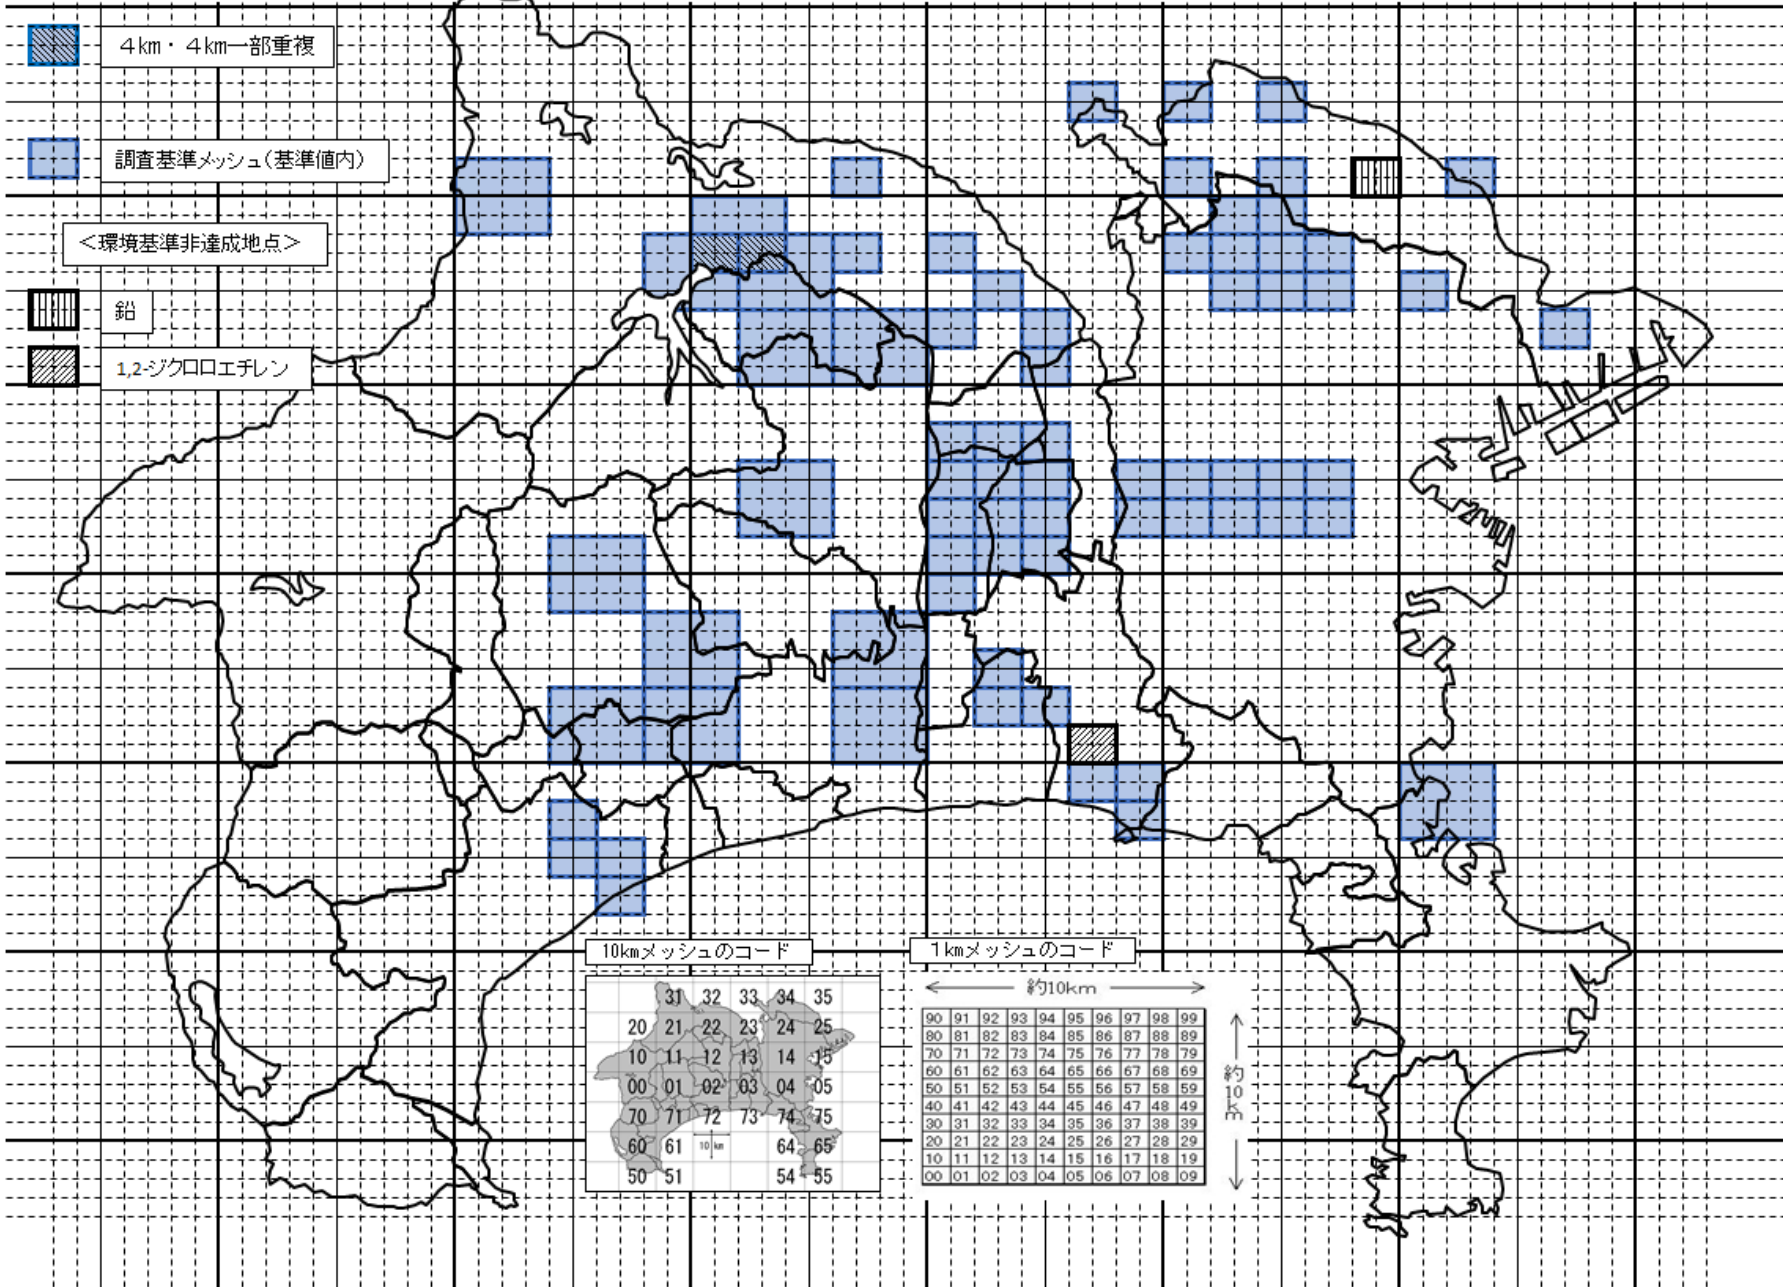 4km・4km一部重複
調査基準メッシュ(基準値内)
<環境基準非達成地点>
鉛
1,2-ジクロロエチレン
10kmメッシュのコード
31 32 33 34 35
20 21 22 23 24 25
10 11 12 13 14 15
00 01 02 03 04 05
70 71 72 73 74 75
60 61 10km 64 65
50 51 54 55
1kmメッシュのコード
約10km
90 91 92 93 94 95 96 97 98 99
80 81 82 83 84 85 86 87 88 89
70 71 72 73 74 75 76 77 78 79
60 61 62 63 64 65 66 67 68 69
50 51 52 53 54 55 56 57 58 59
40 41 42 43 44 45 46 47 48 49
30 31 32 33 34 35 36 37 38 39
20 21 22 23 24 25 26 27 28 29
10 11 12 13 14 15 16 17 18 19
00 01 02 03 04 05 06 07 08 09
約10km